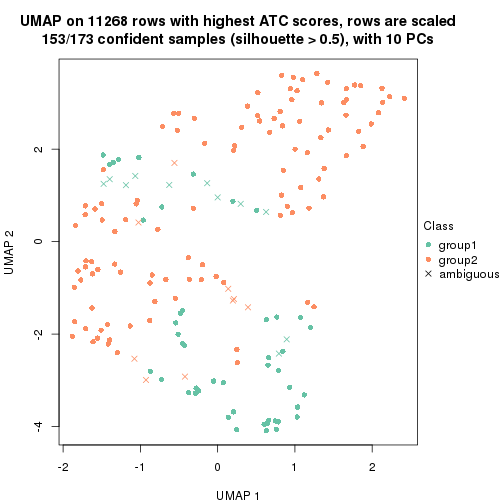 UMAP on 11268 rows with highest ATC scores, rows are scaled
153/173 confident samples (silhouette > 0.5), with 10 PCs
UMAP 2
2
0
-2
-4
-2
-1
0
1
2
UMAP 1
Class
group1
group2
ambiguous